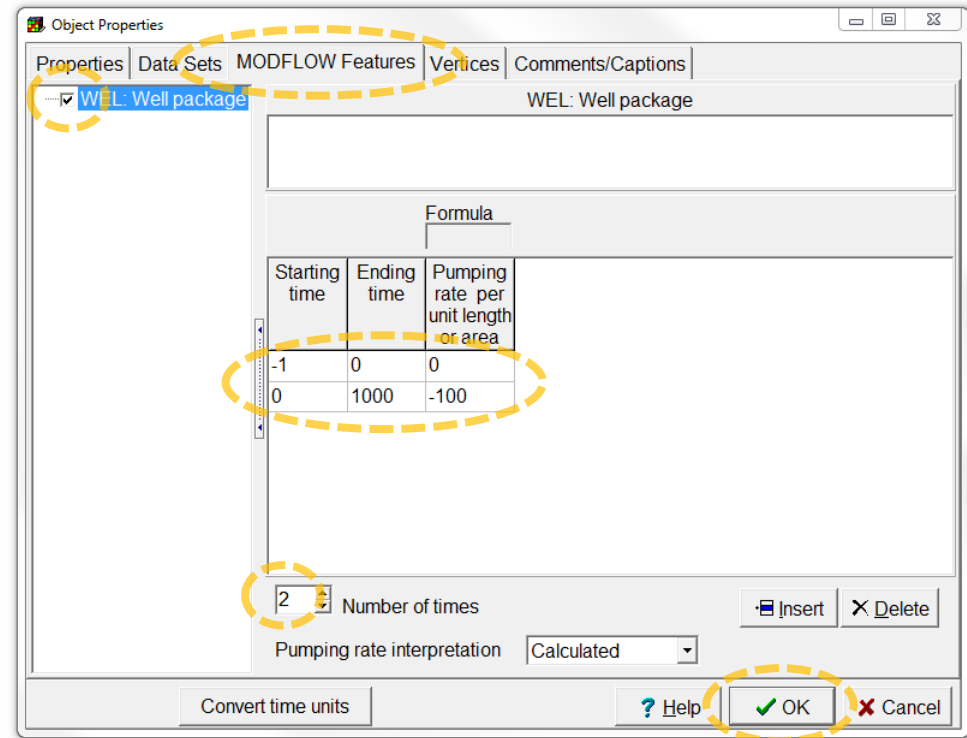 Object Properties
Properties Data Sets MODFLOW Features Vertices Comments/Captions
WEL: Well package
WEL: Well package
Formula
Starting time Ending time Pumping rate per unit length or area
-1 0 0
0 1000 -100
2 Number of times
Insert Delete
Pumping rate interpretation Calculated
Convert time units Help OK Cancel